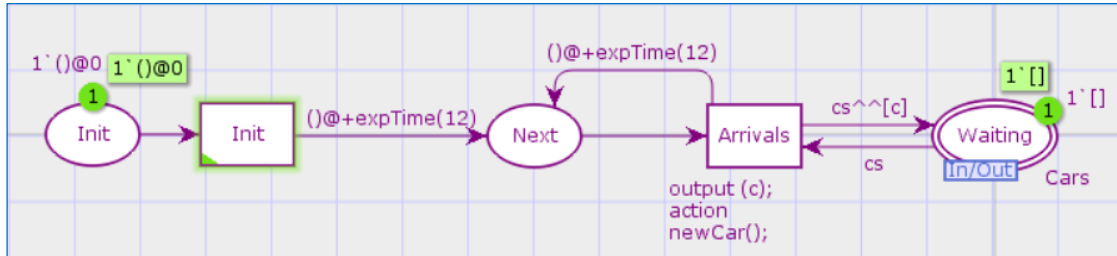 1`()@0
1`()@0
1
Init
Init
()@+expTime(12)
Next
()@+expTime(12)
Arrivals
output (c);
action
newCar();
cs^^[c]
cs
1`[]
1
1`[]
Waiting
In/Out
Cars